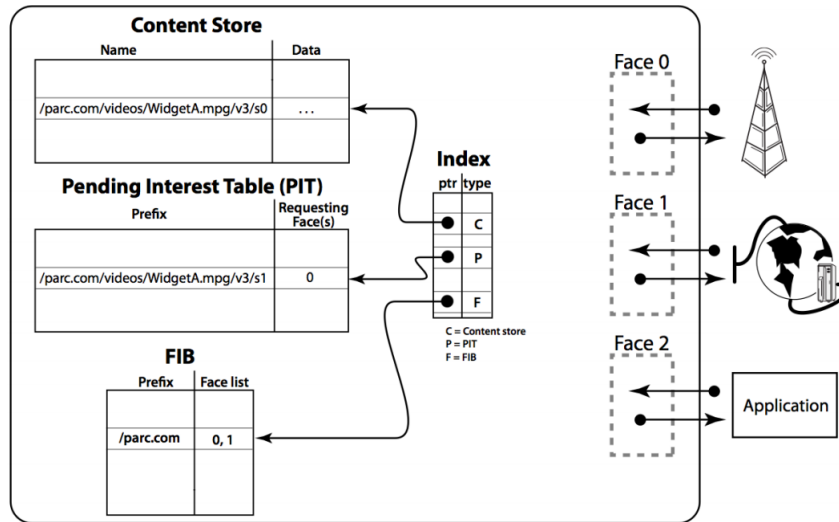 Content Store
Name Data
/parc.com/videos/WidgetA.mpg/v3/s0 ...
Pending Interest Table (PIT)
Prefix Requesting Face(s)
/parc.com/videos/WidgetA.mpg/v3/s1 0
FIB
Prefix Face list
/parc.com 0, 1
Index
ptr type
C
P
F
C = Content store
P = PIT
F = FIB
Face 0
Face 1
Face 2
Application